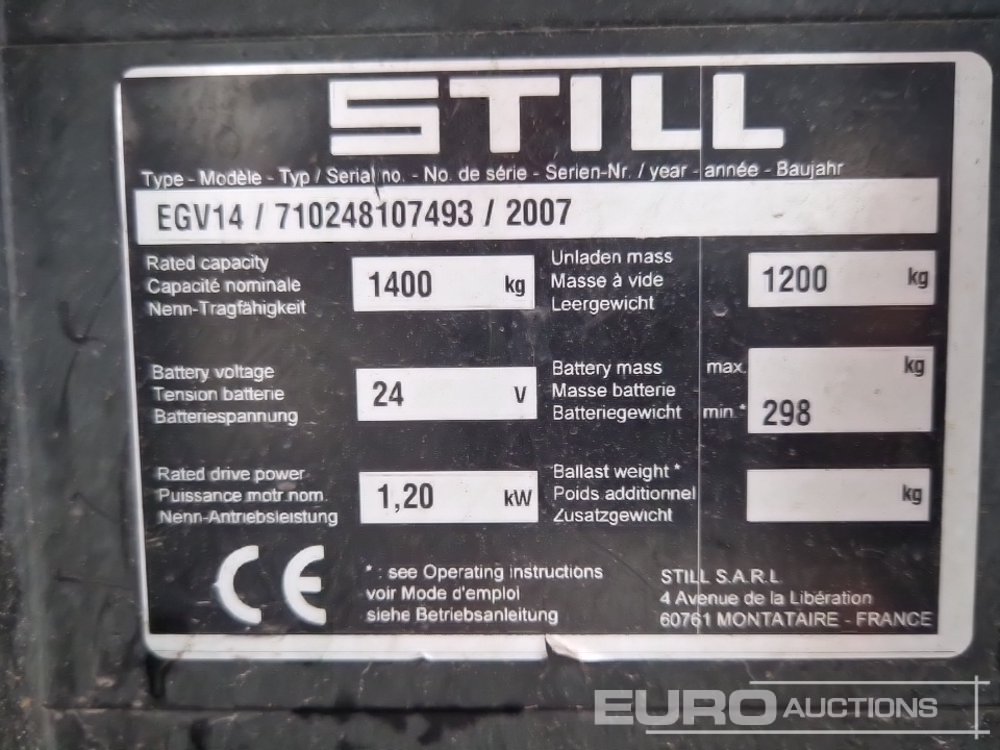 STILL
Type - Modèle - Typ / Serial no. - No. de série - Serien-Nr. / year - année - Baujahr
EGV14 / 710248107493 / 2007
Rated capacity
Capacité nominale
Nenn-Tragfähigkeit
1400 kg
Unladen mass
Masse à vide
Leergewicht
1200 kg
Battery voltage
Tension batterie
Batteriespannung
24 V
Battery mass max. kg
Masse batterie
Batteriegewicht min.* 298
Rated drive power
Puissance motr.nom.
Nenn-Antriebsleistung
1,20 kW
Ballast weight *
Poids additionnel
Zusatzgewicht
kg
CE
* : see Operating instructions
voir Mode d'emploi
siehe Betriebsanleitung
STILL S.A.R.L
4 Avenue de la Libération
60761 MONTATAIRE - FRANCE
EURO AUCTIONS